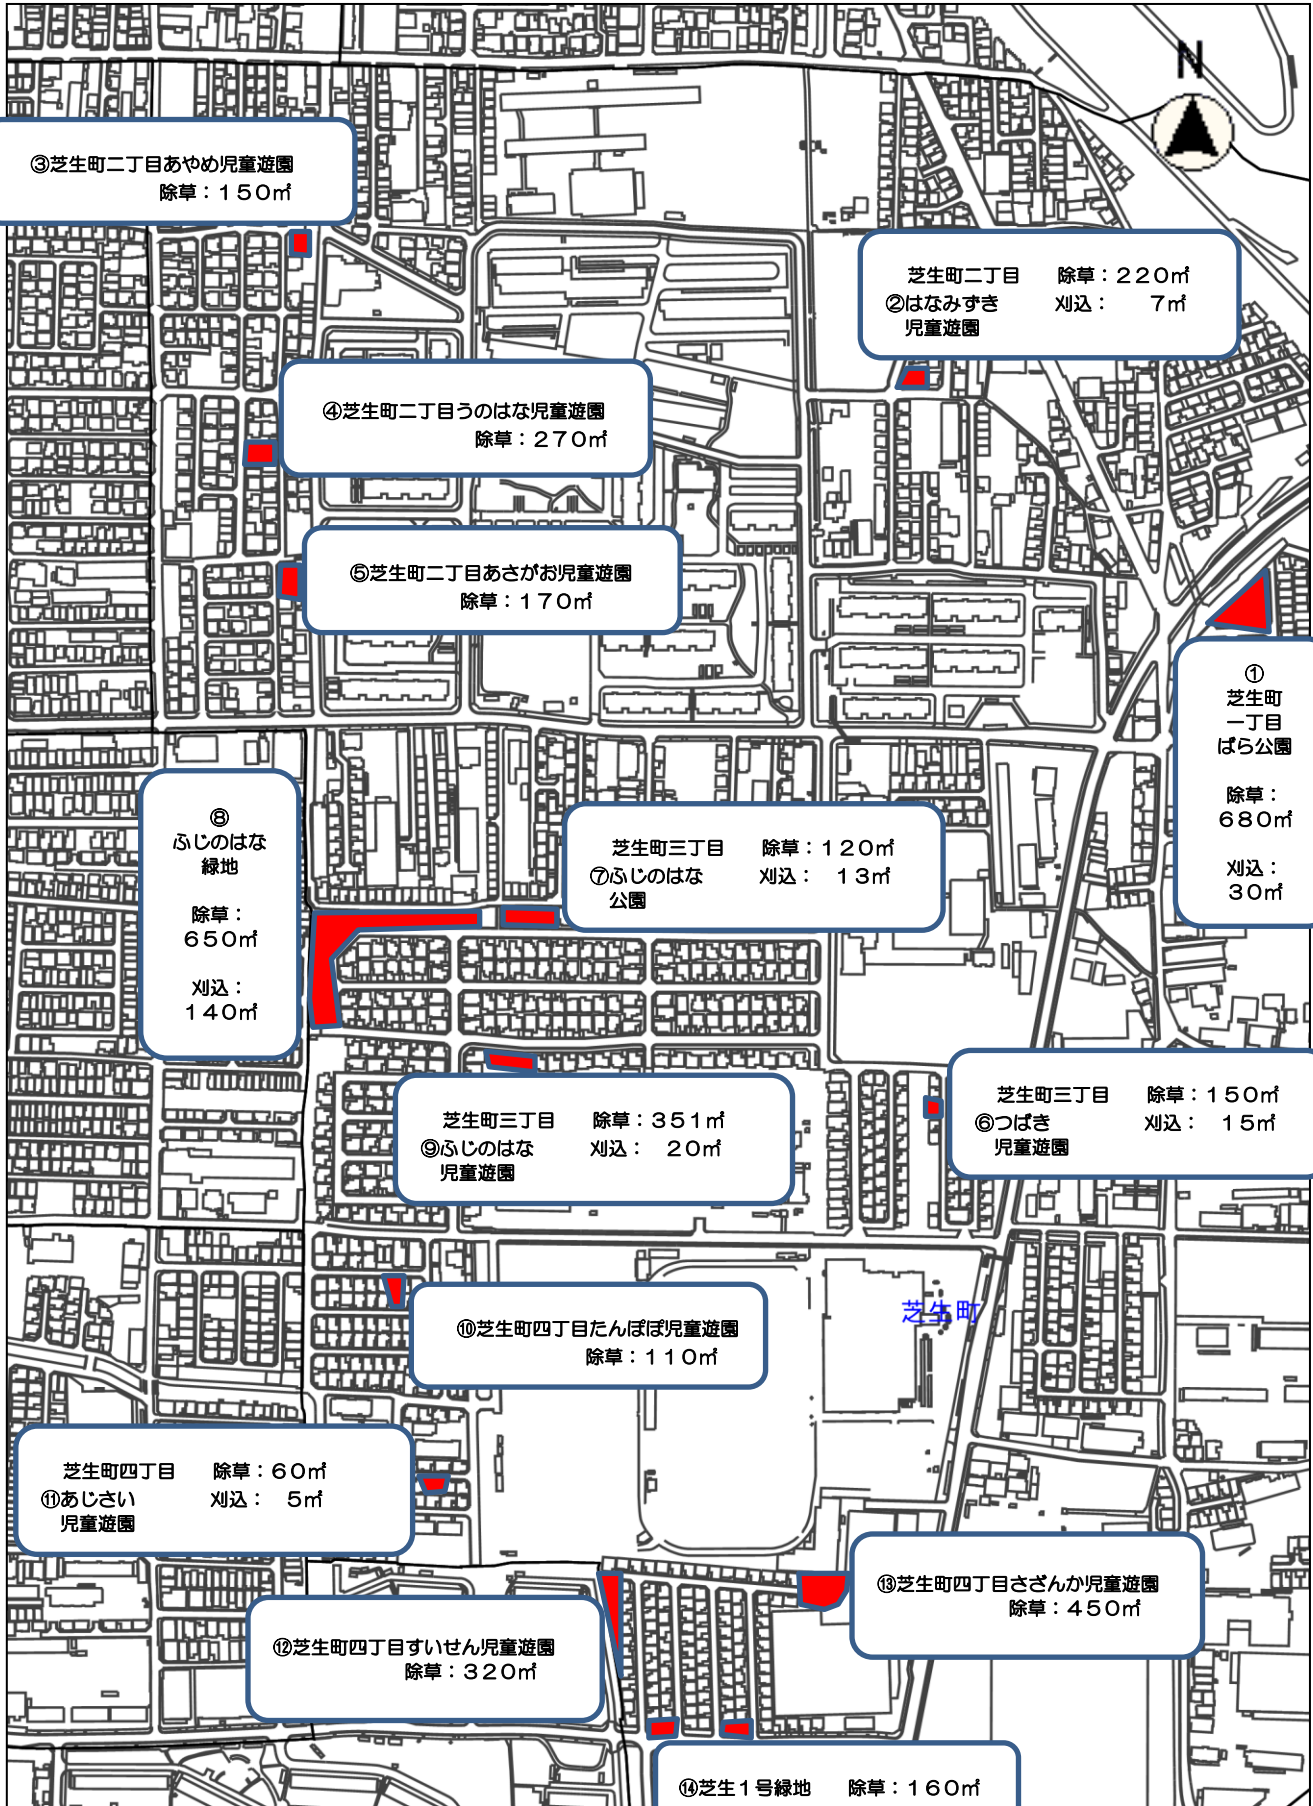 N
③芝生町二丁目あやめ児童遊園
除草：150㎡
芝生町二丁目　除草：220㎡
②はなみずき　刈込：　7㎡
児童遊園
④芝生町二丁目うのはな児童遊園
除草：270㎡
⑤芝生町二丁目あさがお児童遊園
除草：170㎡
①
芝生町
一丁目
ばら公園
除草：
680㎡
刈込：
30㎡
⑧
ふじのはな
緑地
除草：
650㎡
刈込：
140㎡
芝生町三丁目　除草：120㎡
⑦ふじのはな　刈込：　13㎡
公園
芝生町三丁目　除草：351㎡
⑨ふじのはな　刈込：　20㎡
児童遊園
芝生町三丁目　除草：150㎡
⑥つばき　刈込：　15㎡
児童遊園
芝生町
⑩芝生町四丁目たんぽぽ児童遊園
除草：110㎡
芝生町四丁目　除草：60㎡
⑪あじさい　刈込：　5㎡
児童遊園
⑬芝生町四丁目さざんか児童遊園
除草：450㎡
⑫芝生町四丁目すいせん児童遊園
除草：320㎡
⑭芝生1号緑地　除草：160㎡